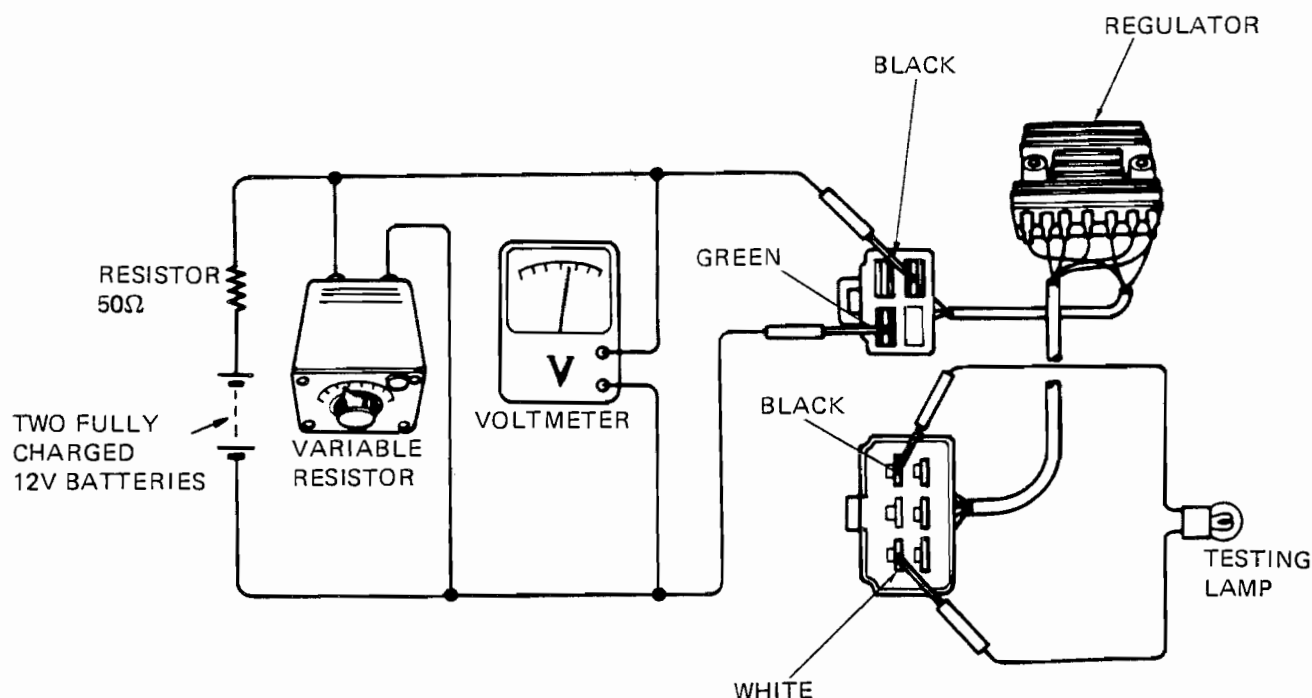 REGULATOR
BLACK
GREEN
RESISTOR
50Ω
V
VOLTMETER
TWO FULLY
CHARGED
12V BATTERIES
VARIABLE
RESISTOR
BLACK
TESTING
LAMP
WHITE